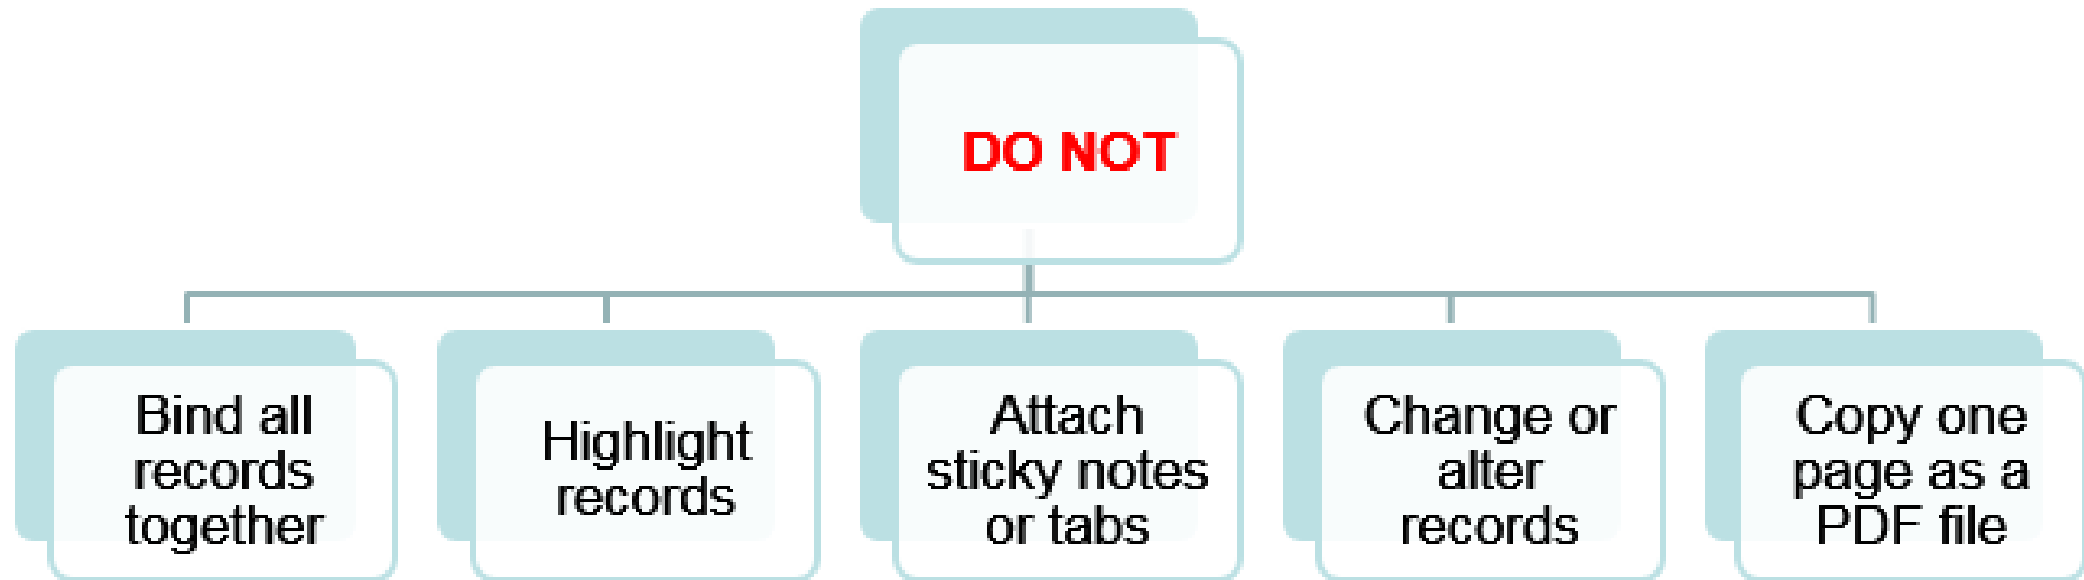 DO NOT
Bind all
records
together
Highlight
records
Attach
sticky notes
or tabs
Change or
alter
records
Copy one
page as a
PDF file